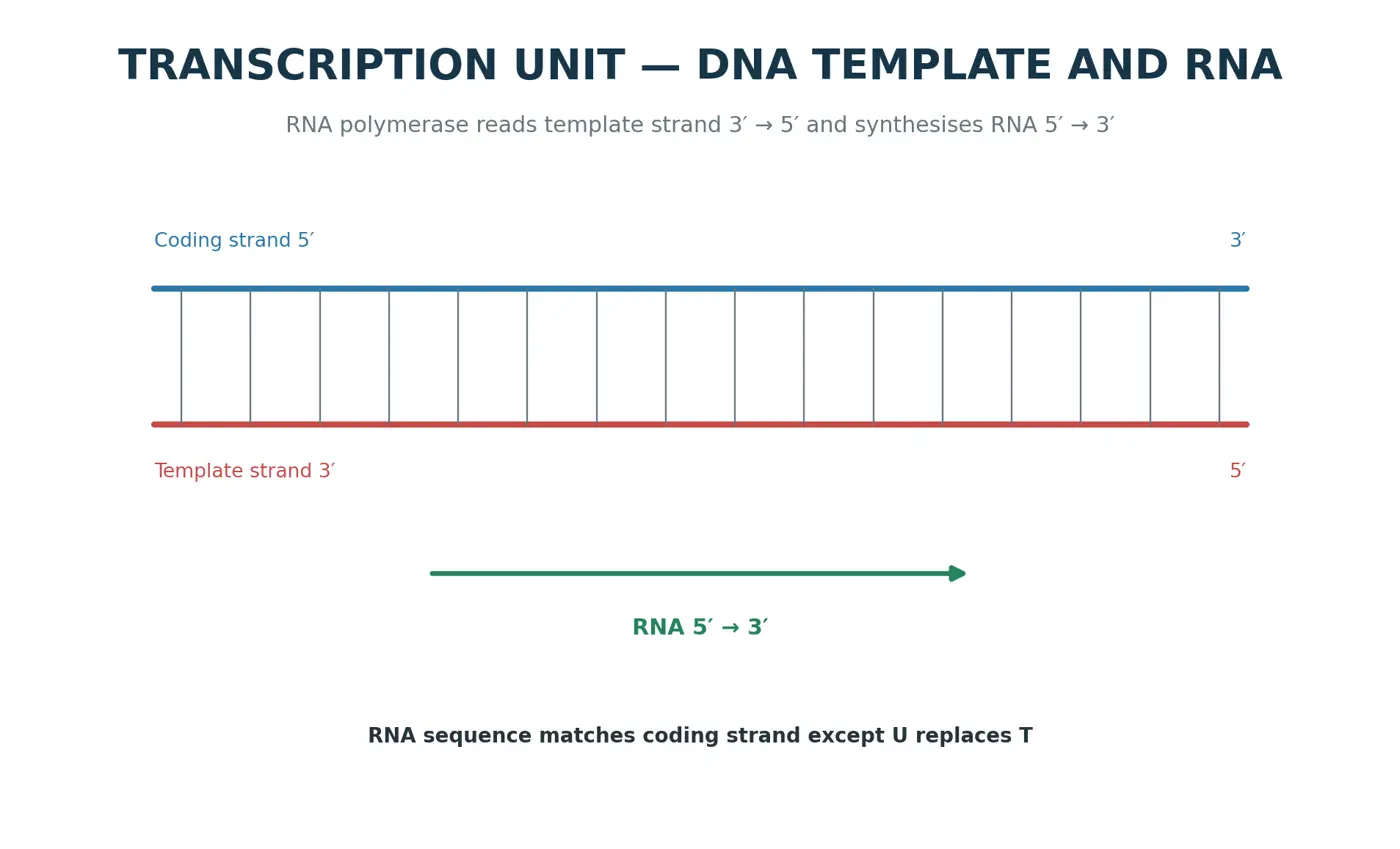 TRANSCRIPTION UNIT — DNA TEMPLATE AND RNA
RNA polymerase reads template strand 3′ → 5′ and synthesises RNA 5′ → 3′
Coding strand 5′ 3′
Template strand 3′ 5′
RNA 5′ → 3′
RNA sequence matches coding strand except U replaces T